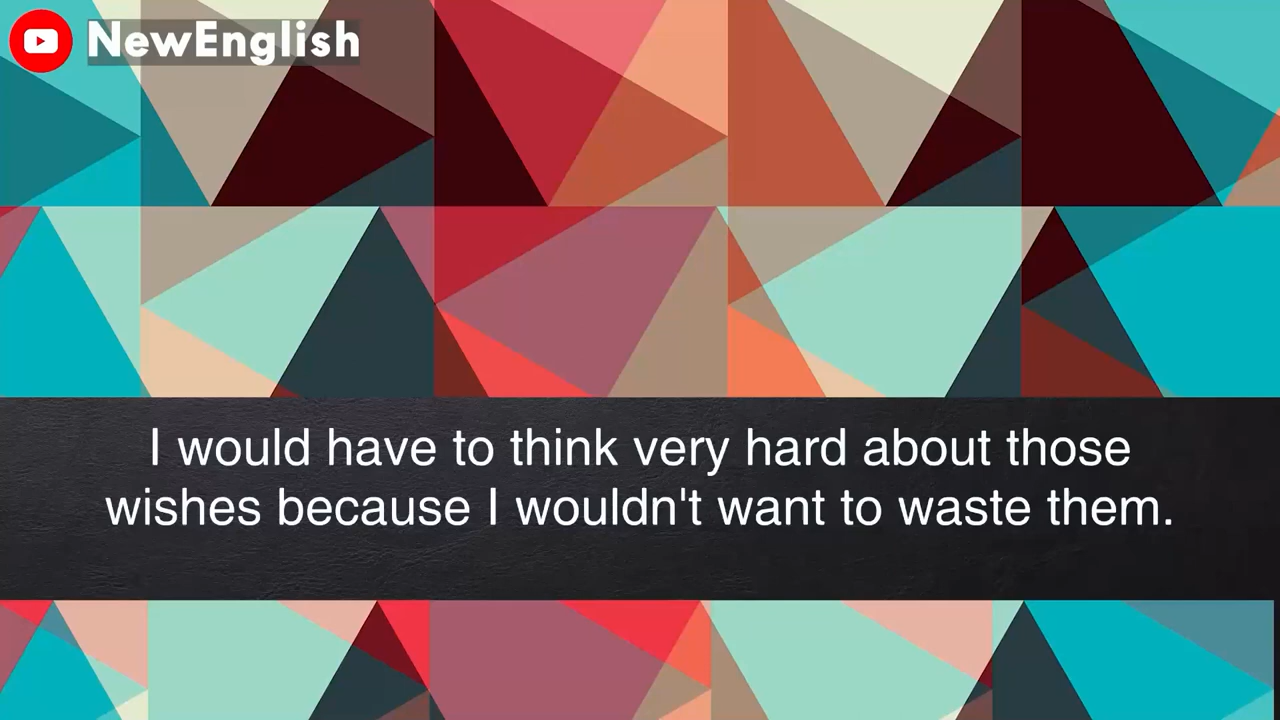 NewEnglish
I would have to think very hard about those
wishes because I wouldn't want to waste them.